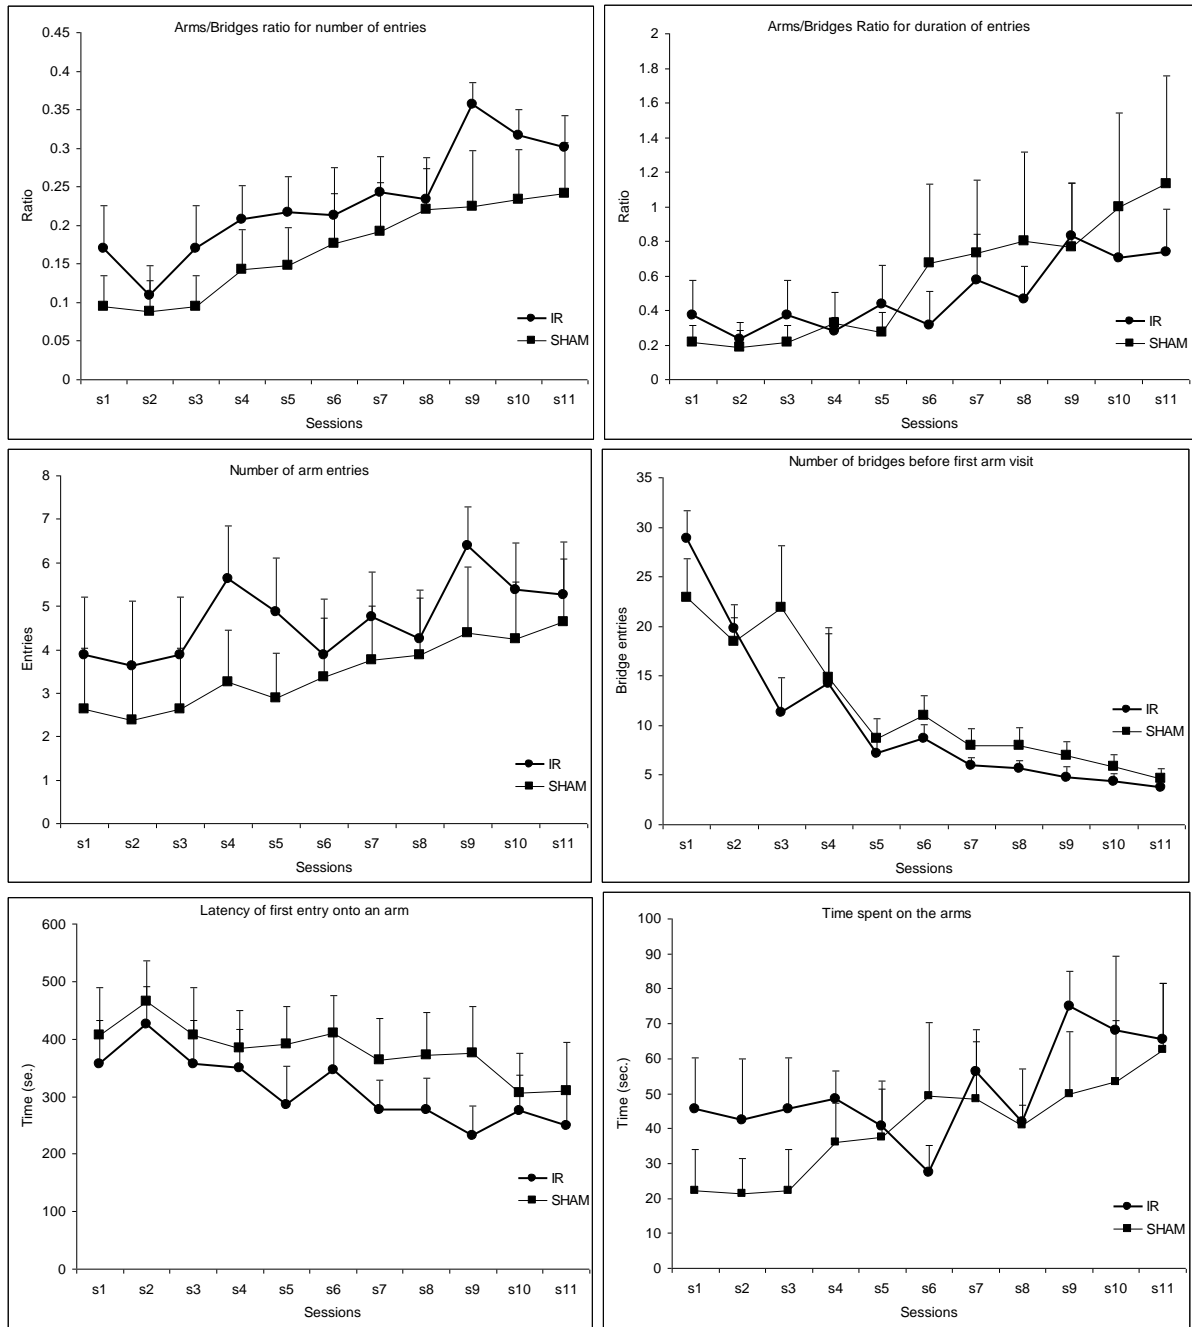 Arms/Bridges ratio for number of entries
0.45
0.4
0.35
0.3
0.25
0.2
0.15
0.1
0.05
0
Ratio
IR
SHAM
s1 s2 s3 s4 s5 s6 s7 s8 s9 s10 s11
Sessions
Arms/Bridges Ratio for duration of entries
2
1.8
1.6
1.4
1.2
1
0.8
0.6
0.4
0.2
0
Ratio
IR
SHAM
s1 s2 s3 s4 s5 s6 s7 s8 s9 s10 s11
Sessions
Number of arm entries
8
7
6
5
4
3
2
1
0
Entries
IR
SHAM
s1 s2 s3 s4 s5 s6 s7 s8 s9 s10 s11
Sessions
Number of bridges before first arm visit
35
30
25
20
15
10
5
0
Bridge entries
IR
SHAM
s1 s2 s3 s4 s5 s6 s7 s8 s9 s10 s11
Sessions
Latency of first entry onto an arm
600
500
400
300
200
100
0
Time (se.)
IR
SHAM
s1 s2 s3 s4 s5 s6 s7 s8 s9 s10 s11
Sessions
Time spent on the arms
100
90
80
70
60
50
40
30
20
10
0
Time (sec.)
IR
SHAM
s1 s2 s3 s4 s5 s6 s7 s8 s9 s10 s11
Sessions